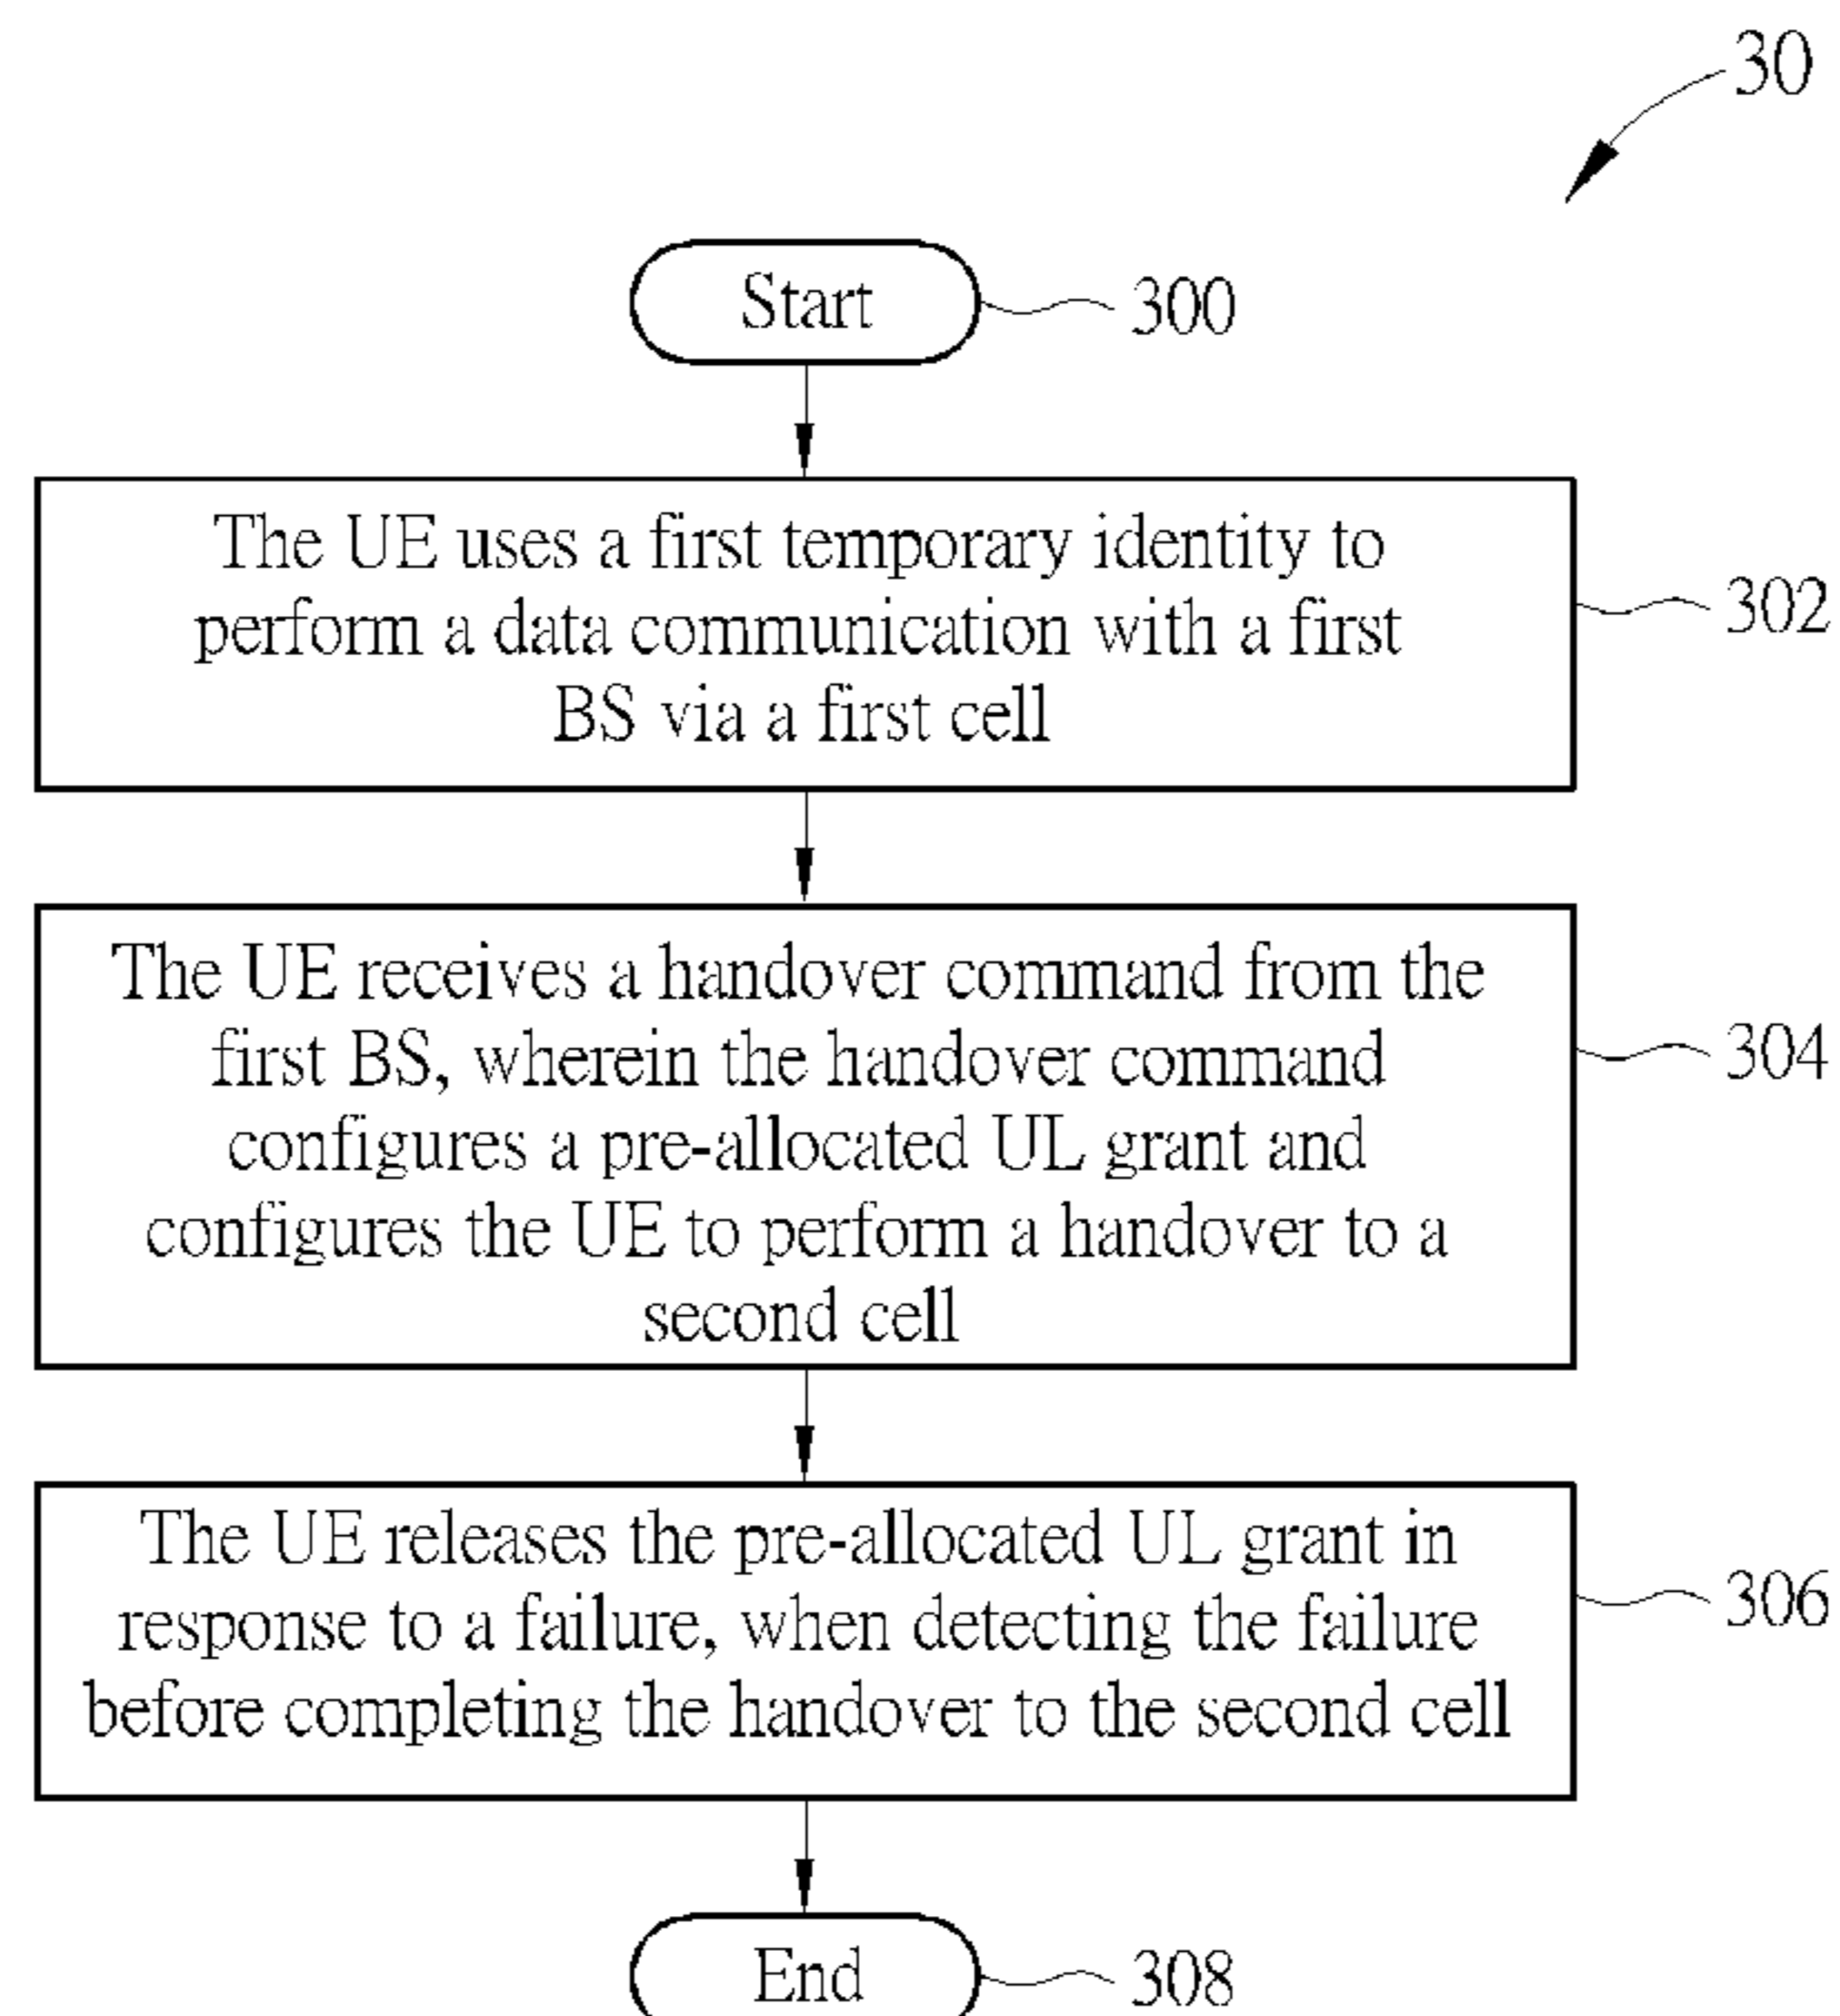 30
Start
300
The UE uses a first temporary identity to
perform a data communication with a first
BS via a first cell
302
The UE receives a handover command from the
first BS, wherein the handover command
configures a pre-allocated UL grant and
configures the UE to perform a handover to a
second cell
304
The UE releases the pre-allocated UL grant in
response to a failure, when detecting the failure
before completing the handover to the second cell
306
End
308